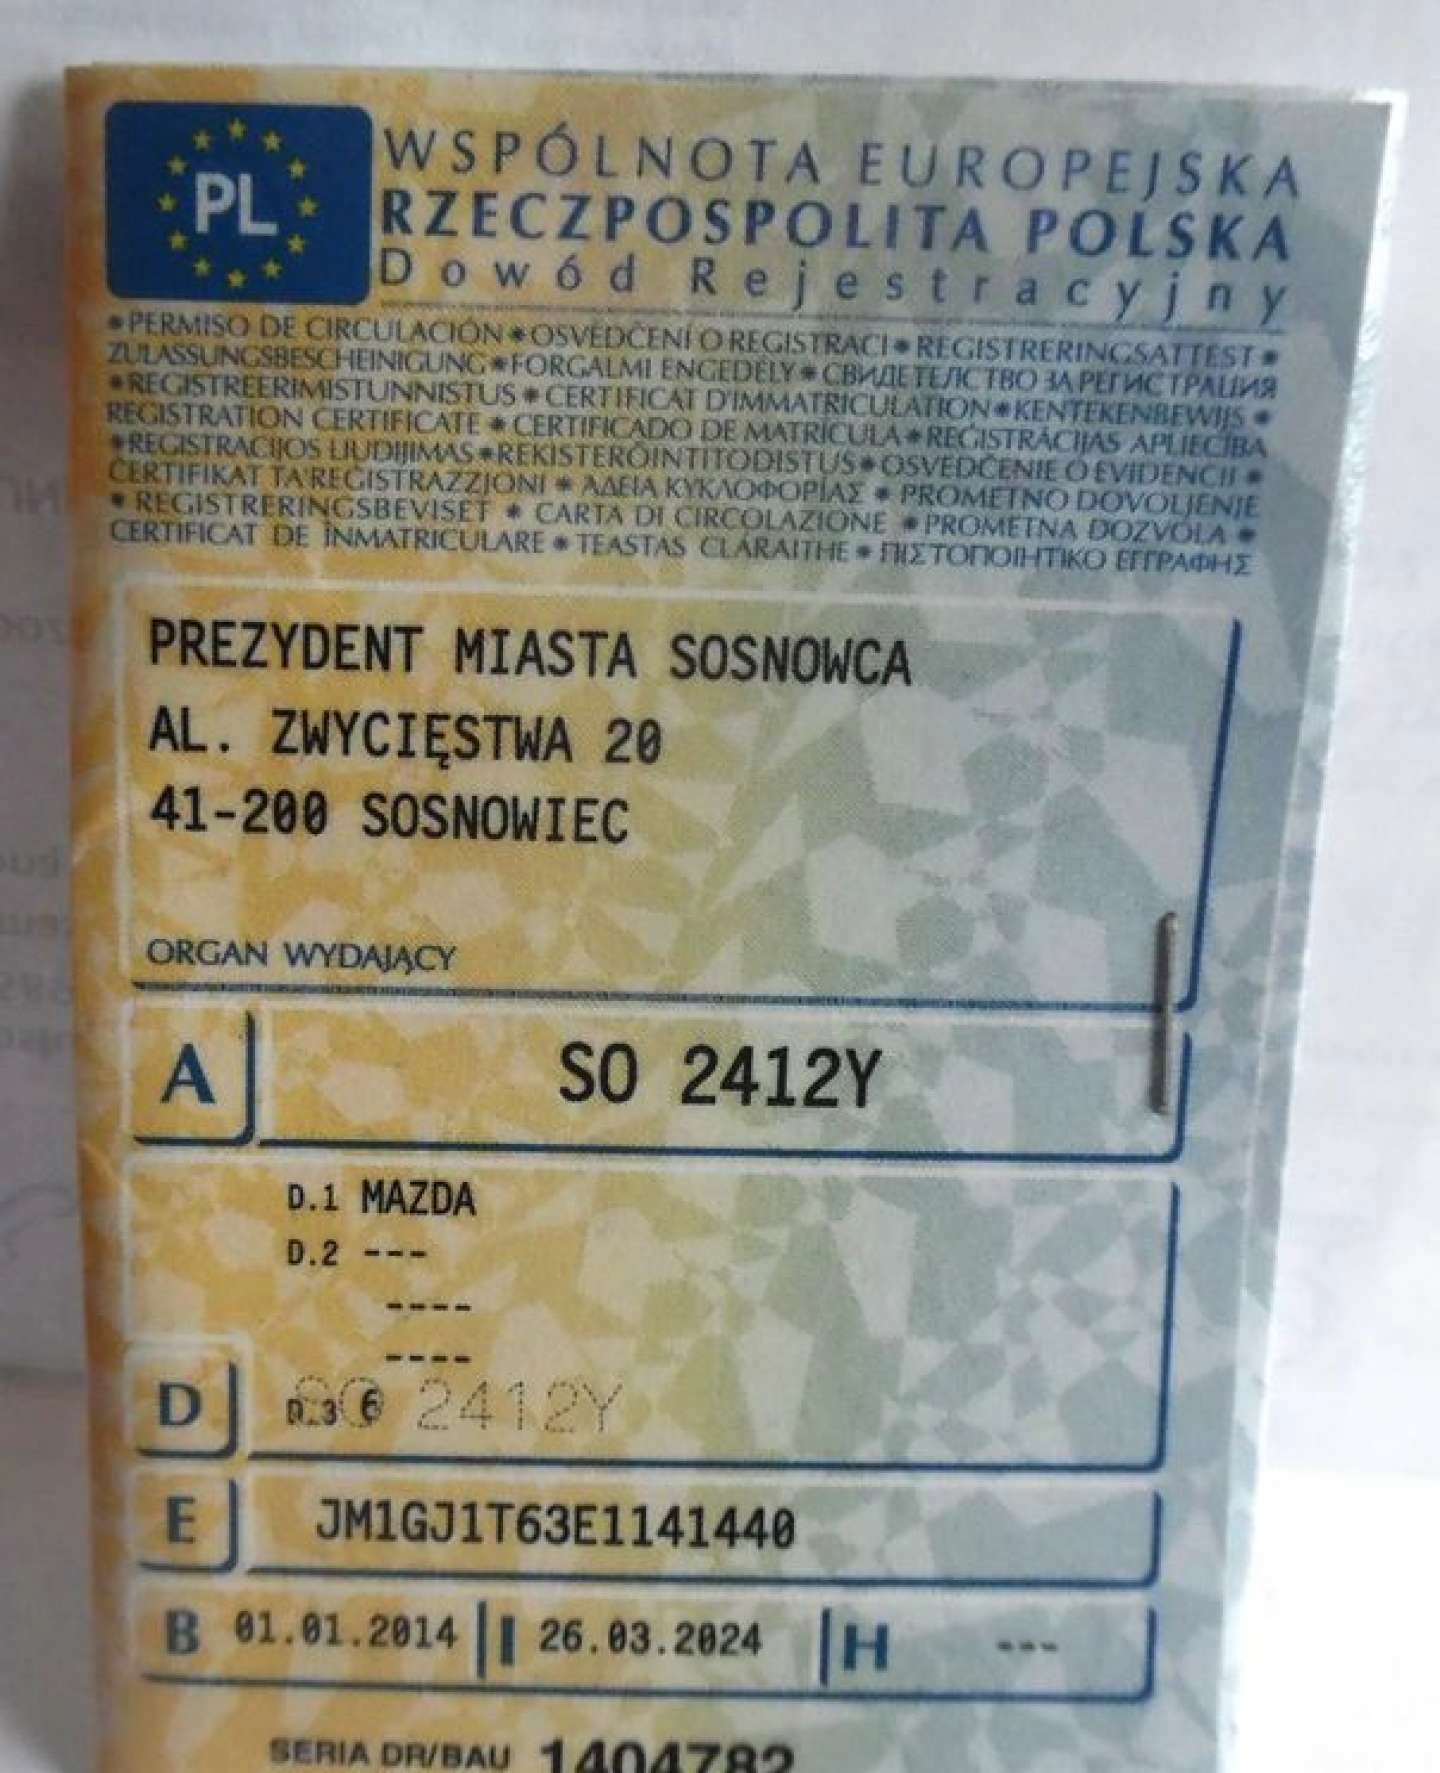 PL
WSPÓLNOTA EUROPEJSKA
RZECZPOSPOLITA POLSKA
Dowód Rejestracyjny
* PERMISO DE CIRCULACIÓN * OSVĚDČENÍ O REGISTRACI * REGISTRERINGSATTEST *
ZULASSUNGSBESCHEINIGUNG * FORGALMI ENGEDÉLY * СВИДЕТЕЛСТВО ЗА РЕГИСТРАЦИЯ
* REGISTREERIMISTUNNISTUS * CERTIFICAT D'IMMATRICULATION * KENTEKENBEWIJS *
REGISTRATION CERTIFICATE * CERTIFICADO DE MATRÍCULA * REĢISTRĀCIJAS APLIECĪBA
* REGISTRACIJOS LIUDIJIMAS * REKISTERÖINTITODISTUS * OSVEDČENIE O EVIDENCII *
ĊERTIFIKAT TA'REĠISTRAZZJONI * ΑΔΕΙΑ ΚΥΚΛΟΦΟΡΙΑΣ * PROMETNO DOVOLJENJE
* REGISTRERINGSBEVISET * CARTA DI CIRCOLAZIONE * PROMETNA DOZVOLA *
CERTIFICAT DE ÎNMATRICULARE * TEASTAS CLÁRAITHE * ΠΙΣΤΟΠΟΙΗΤΙΚΟ ΕΓΓΡΑΦΗΣ
PREZYDENT MIASTA SOSNOWCA
AL. ZWYCIĘSTWA 20
41-200 SOSNOWIEC
ORGAN WYDAJĄCY
A SO 2412Y
D.1 MAZDA
D.2 ---
----
----
D D.3 6 SO 2412Y
E JM1GJ1T63E1141440
B 01.01.2014 I 26.03.2024 H ---
SERIA DR/BAU 1404782